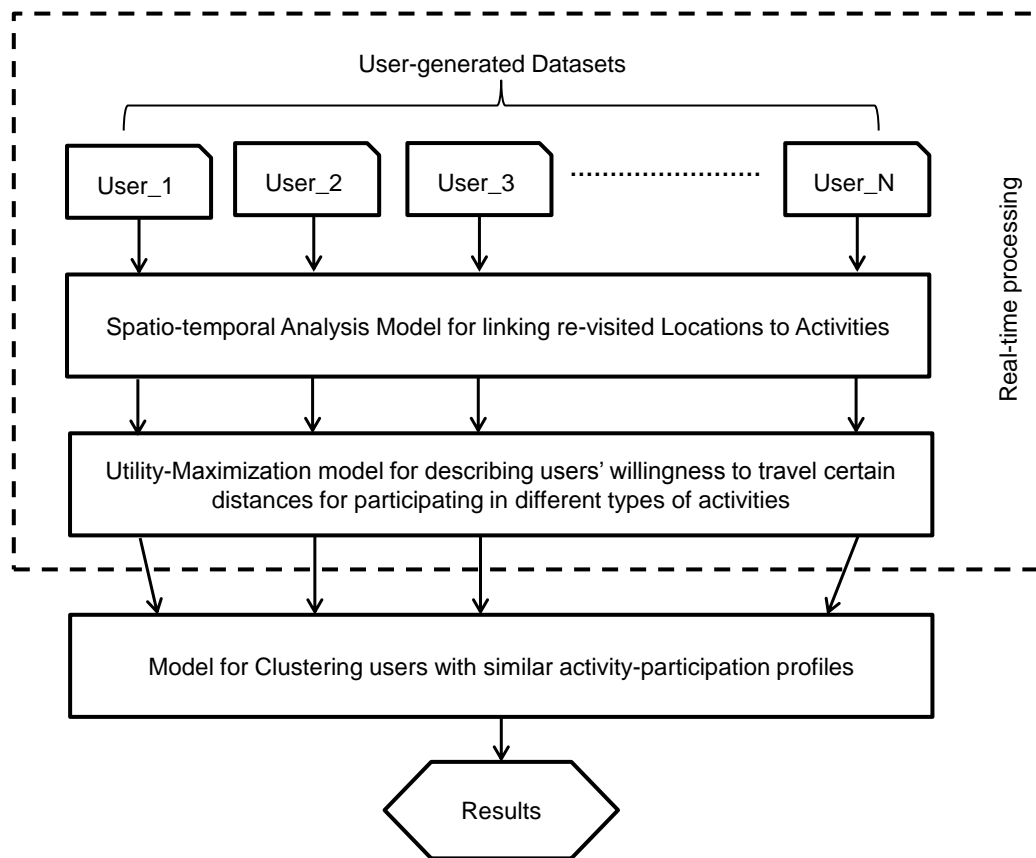 User-generated Datasets
User_1
User_2
User_3
User_N
Real-time processing
Spatio-temporal Analysis Model for linking re-visited Locations to Activities
Utility-Maximization model for describing users’ willingness to travel certain
distances for participating in different types of activities
Model for Clustering users with similar activity-participation profiles
Results